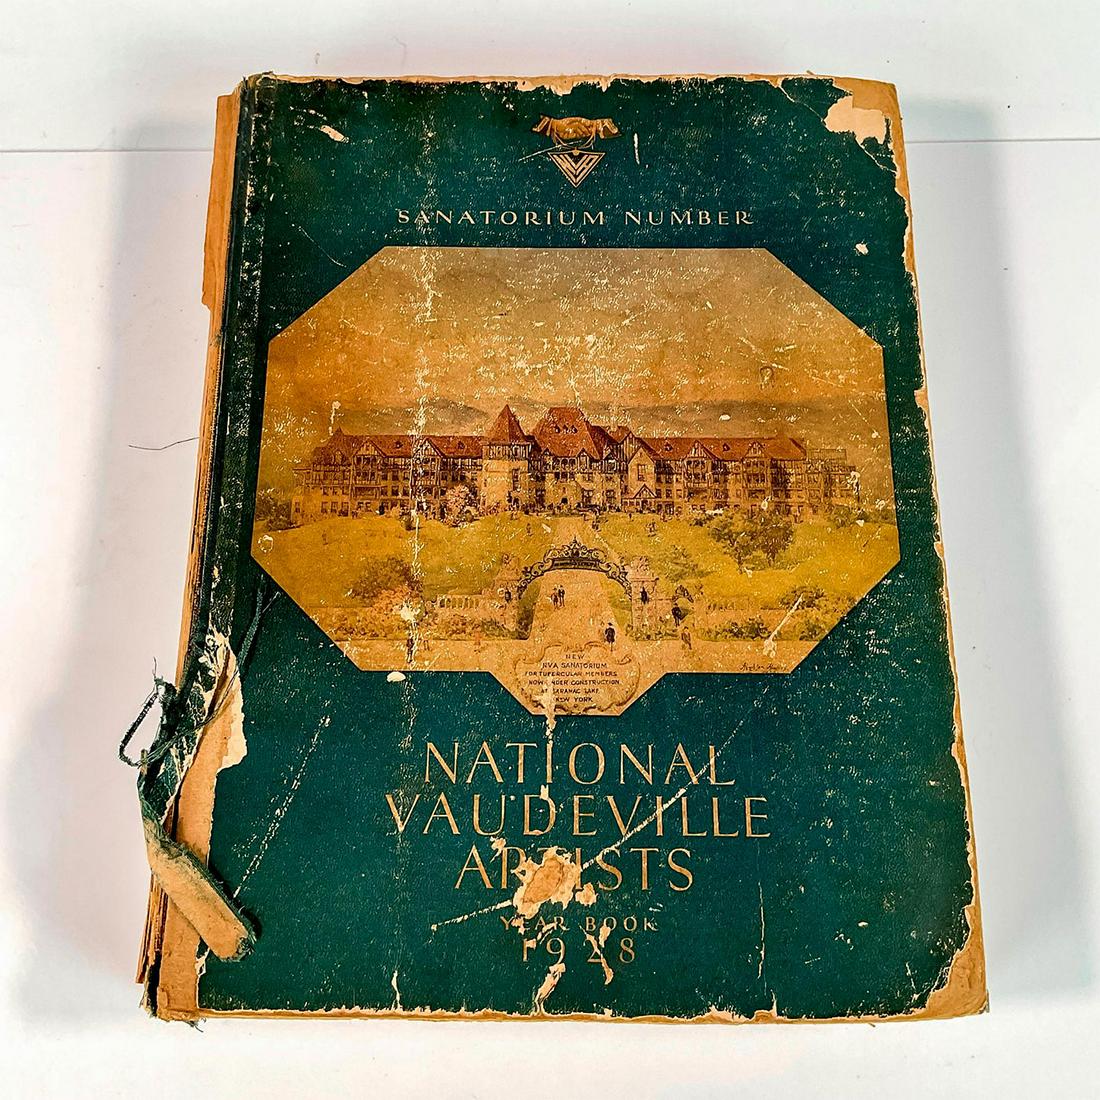 NVA
SANATORIUM NUMBER
NEW
NVA SANATORIUM
FOR TUBERCULAR MEMBERS
NOW UNDER CONSTRUCTION
AT SARANAC LAKE
NEW YORK
NATIONAL
VAUDEVILLE
ARTISTS
YEAR BOOK
1928